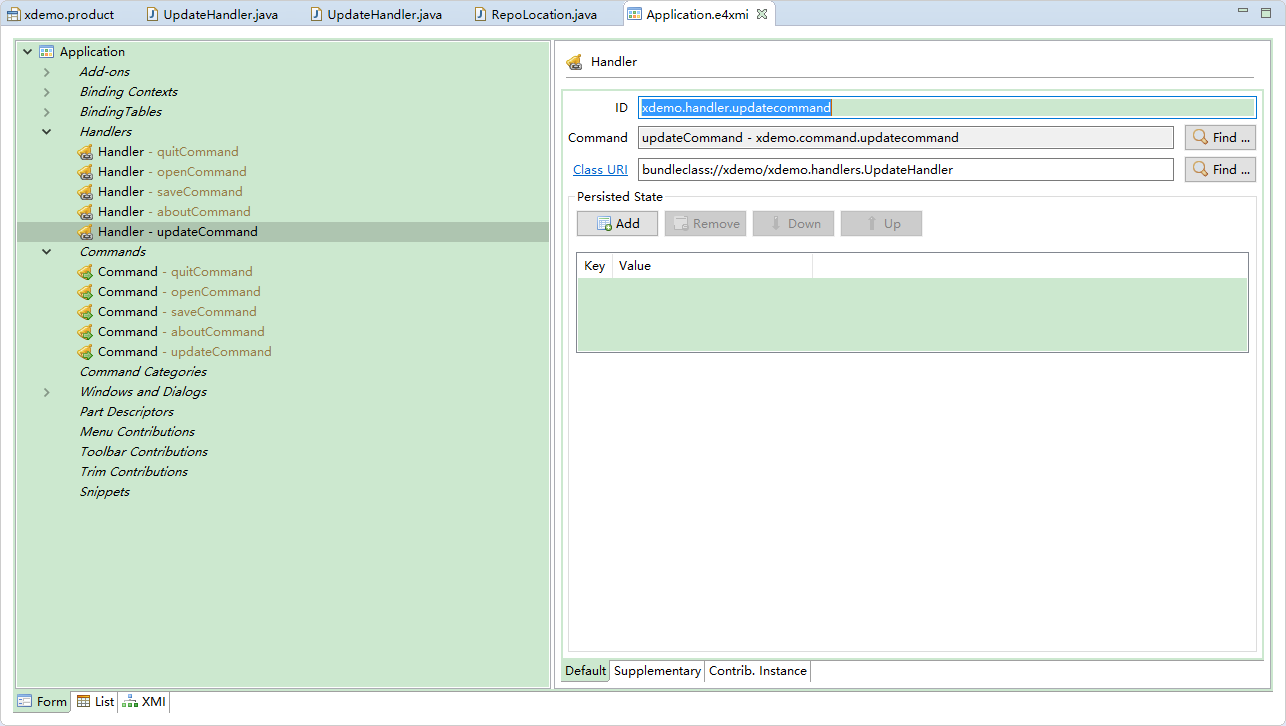 xdemo.product UpdateHandler.java UpdateHandler.java RepoLocation.java Application.e4xmi
Application
Add-ons
Binding Contexts
BindingTables
Handlers
Handler - quitCommand
Handler - openCommand
Handler - saveCommand
Handler - aboutCommand
Handler - updateCommand
Commands
Command - quitCommand
Command - openCommand
Command - saveCommand
Command - aboutCommand
Command - updateCommand
Command Categories
Windows and Dialogs
Part Descriptors
Menu Contributions
Toolbar Contributions
Trim Contributions
Snippets
Handler
ID xdemo.handler.updatecommand
Command updateCommand - xdemo.command.updatecommand Find ...
Class URI bundleclass://xdemo/xdemo.handlers.UpdateHandler Find ...
Persisted State
Add Remove Down Up
Key Value
Default Supplementary Contrib. Instance
Form List XMI